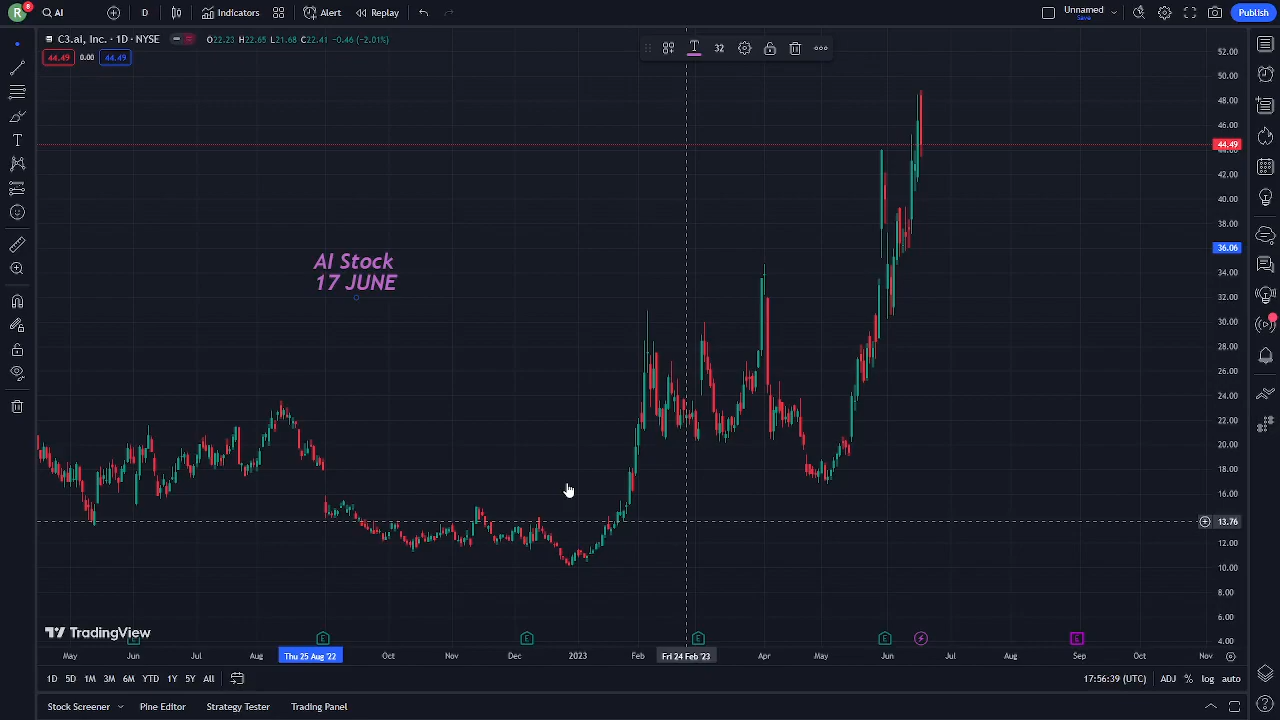 R 8 AI D Indicators Alert Replay Unnamed Save Publish
C3.ai, Inc. · 1D · NYSE O22.23 H22.65 L21.68 C22.41 −0.46 (−2.01%)
44.49 0.00 44.49
32
52.00
50.00
48.00
46.00
44.49
44.00
42.00
40.00
38.00
36.06
34.00
32.00
30.00
28.00
26.00
24.00
22.00
20.00
18.00
16.00
13.76
12.00
10.00
8.00
6.00
4.00
AI Stock
17 JUNE
TradingView
E E E E E E
May Jun Jul Aug Thu 25 Aug '22 Oct Nov Dec 2023 Feb Fri 24 Feb '23 Apr May Jun Jul Aug Sep Oct Nov
1D 5D 1M 3M 6M YTD 1Y 5Y All 17:56:39 (UTC) ADJ % log auto
Stock Screener Pine Editor Strategy Tester Trading Panel